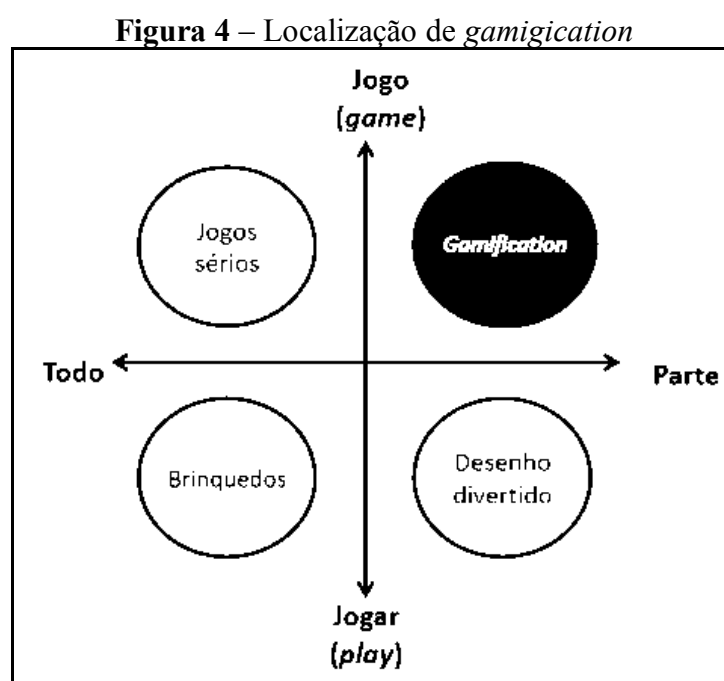 Figura 4 – Localização de gamigication
Jogo
(game)
Jogos
sérios
Gamification
Todo
Parte
Brinquedos
Desenho
divertido
Jogar
(play)